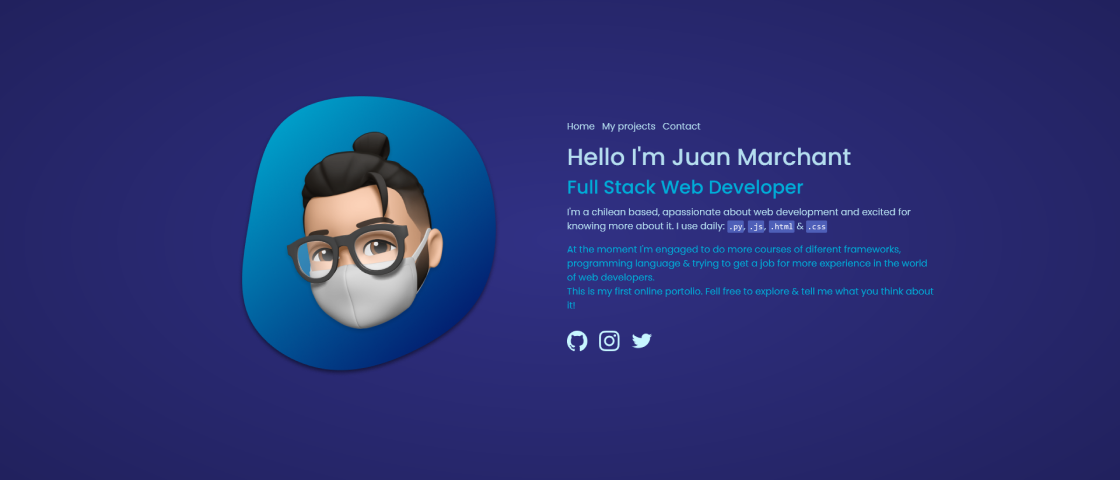 Home My projects Contact
Hello I'm Juan Marchant
Full Stack Web Developer
I'm a chilean based, apassionate about web development and excited for
knowing more about it. I use daily: .py, .js, .html & .css
At the moment I'm engaged to do more courses of diferent frameworks,
programming language & trying to get a job for more experience in the world
of web developers.
This is my first online portolio. Fell free to explore & tell me what you think about
it!